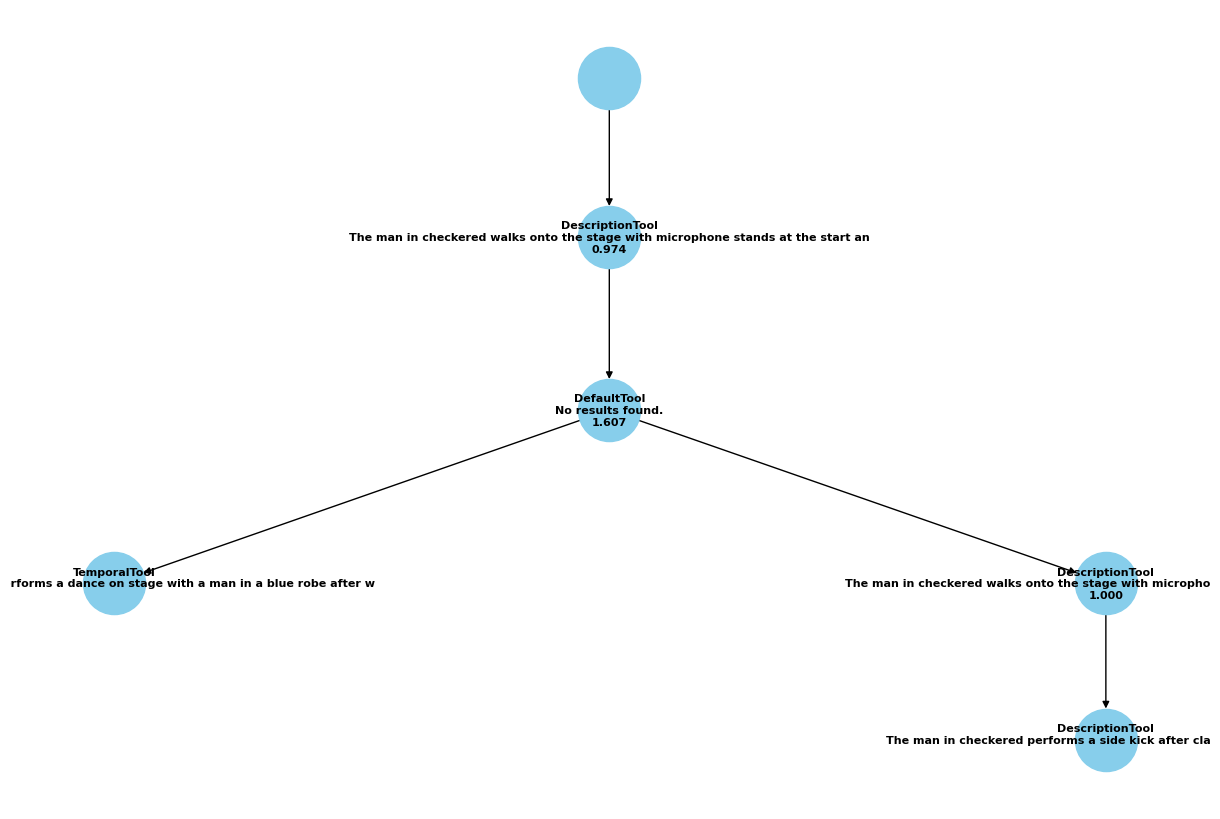 DescriptionTool
The man in checkered walks onto the stage with microphone stands at the start an
0.974
DefaultTool
No results found.
1.607
TemporalTool
rforms a dance on stage with a man in a blue robe after w
DescriptionTool
The man in checkered walks onto the stage with micropho
1.000
DescriptionTool
The man in checkered performs a side kick after cla